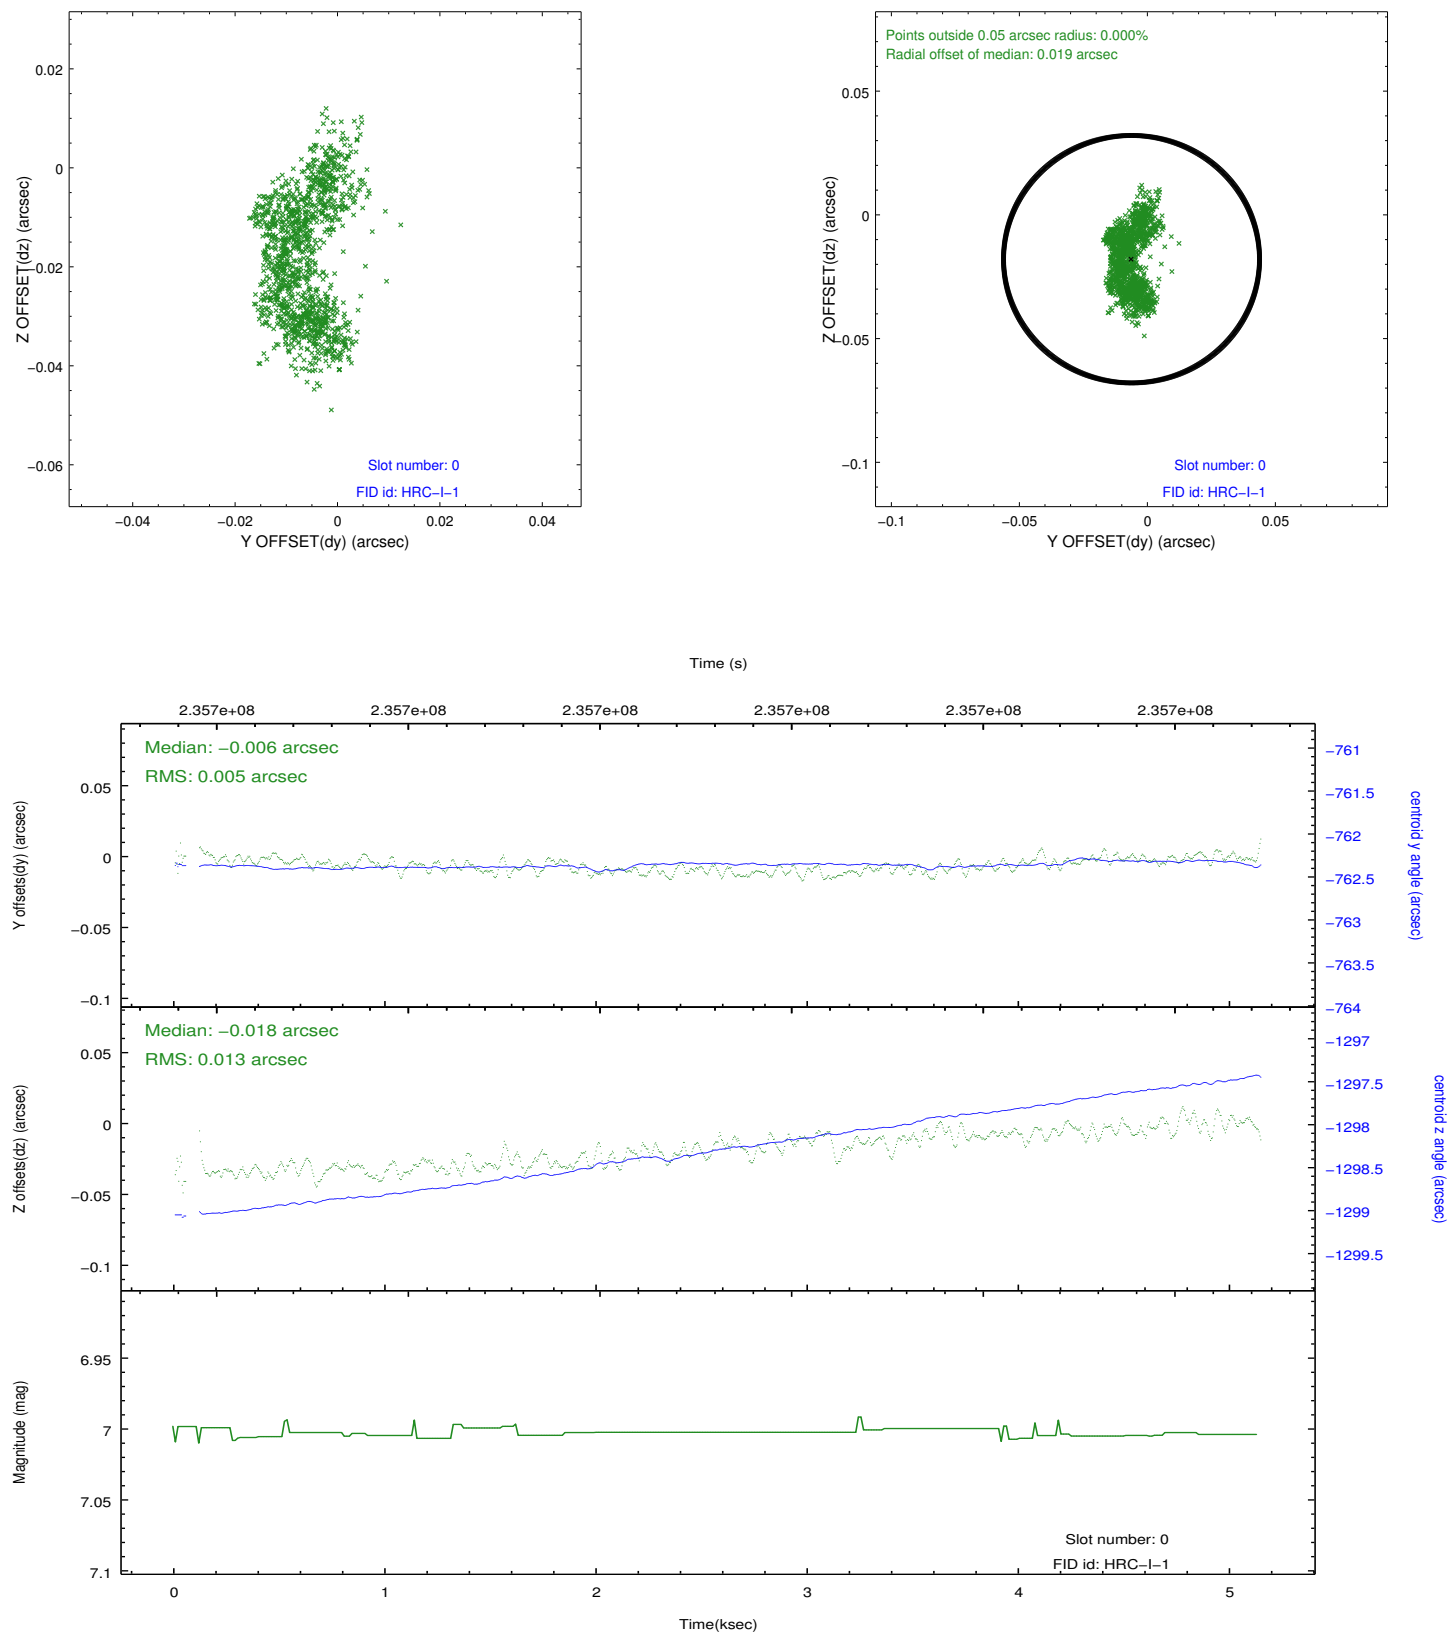 0.02
0
−0.02
−0.04
−0.06
Z OFFSET(dz) (arcsec)
−0.04
−0.02
0
0.02
0.04
Y OFFSET(dy) (arcsec)
Slot number: 0
FID id: HRC−I−1
Points outside 0.05 arcsec radius: 0.000%
Radial offset of median: 0.019 arcsec
0.05
0
−0.05
−0.1
Z OFFSET(dz) (arcsec)
−0.1
−0.05
0
0.05
Y OFFSET(dy) (arcsec)
Slot number: 0
FID id: HRC−I−1
Time (s)
2.357e+08
2.357e+08
2.357e+08
2.357e+08
2.357e+08
2.357e+08
Median: −0.006 arcsec
RMS: 0.005 arcsec
0.05
0
−0.05
−0.1
Y offsets(dy) (arcsec)
−761
−761.5
−762
−762.5
−763
−763.5
−764
centroid y angle (arcsec)
Median: −0.018 arcsec
RMS: 0.013 arcsec
0.05
0
−0.05
−0.1
Z offsets(dz) (arcsec)
−1297
−1297.5
−1298
−1298.5
−1299
−1299.5
centroid z angle (arcsec)
6.95
7
7.05
7.1
Magnitude (mag)
Slot number: 0
FID id: HRC−I−1
0
1
2
3
4
5
Time(ksec)